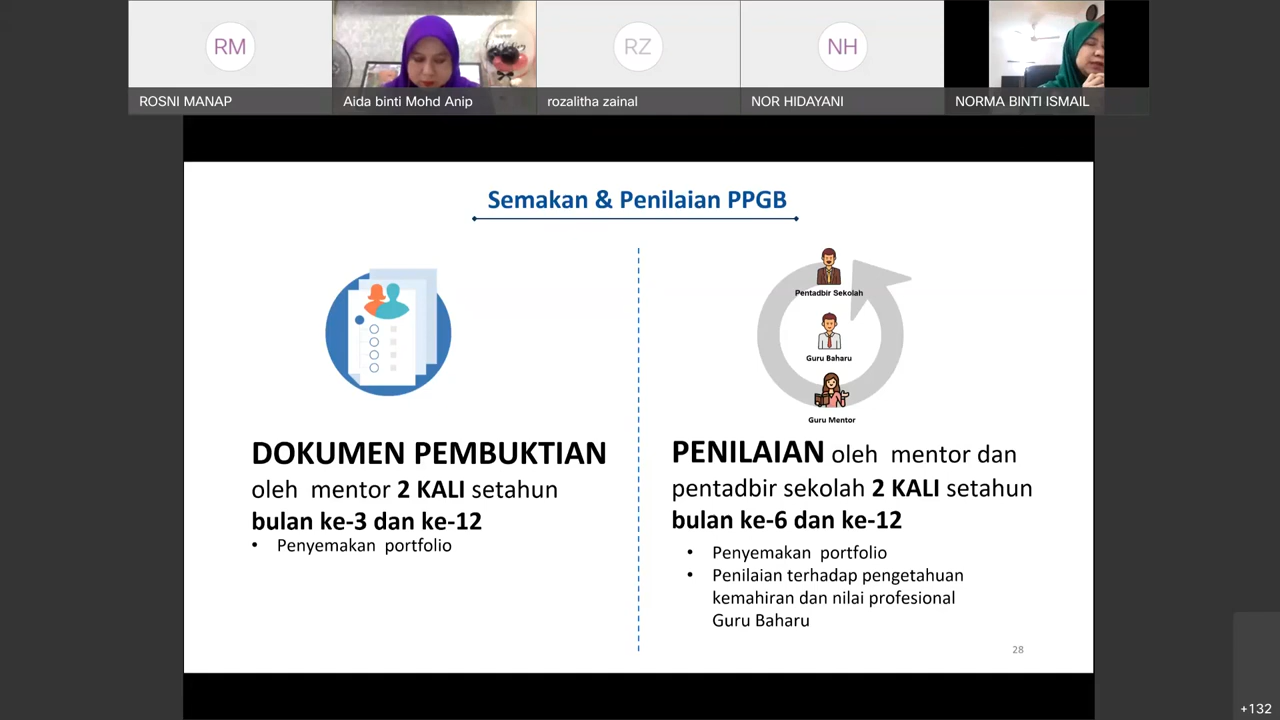 RM
RZ
NH
ROSNI MANAP
Aida binti Mohd Anip
rozalitha zainal
NOR HIDAYANI
NORMA BINTI ISMAIL
Semakan & Penilaian PPGB
Pentadbir Sekolah
Guru Baharu
Guru Mentor
DOKUMEN PEMBUKTIAN
oleh mentor 2 KALI setahun
bulan ke-3 dan ke-12
• Penyemakan portfolio
PENILAIAN oleh mentor dan
pentadbir sekolah 2 KALI setahun
bulan ke-6 dan ke-12
• Penyemakan portfolio
• Penilaian terhadap pengetahuan
kemahiran dan nilai profesional
Guru Baharu
28
+132